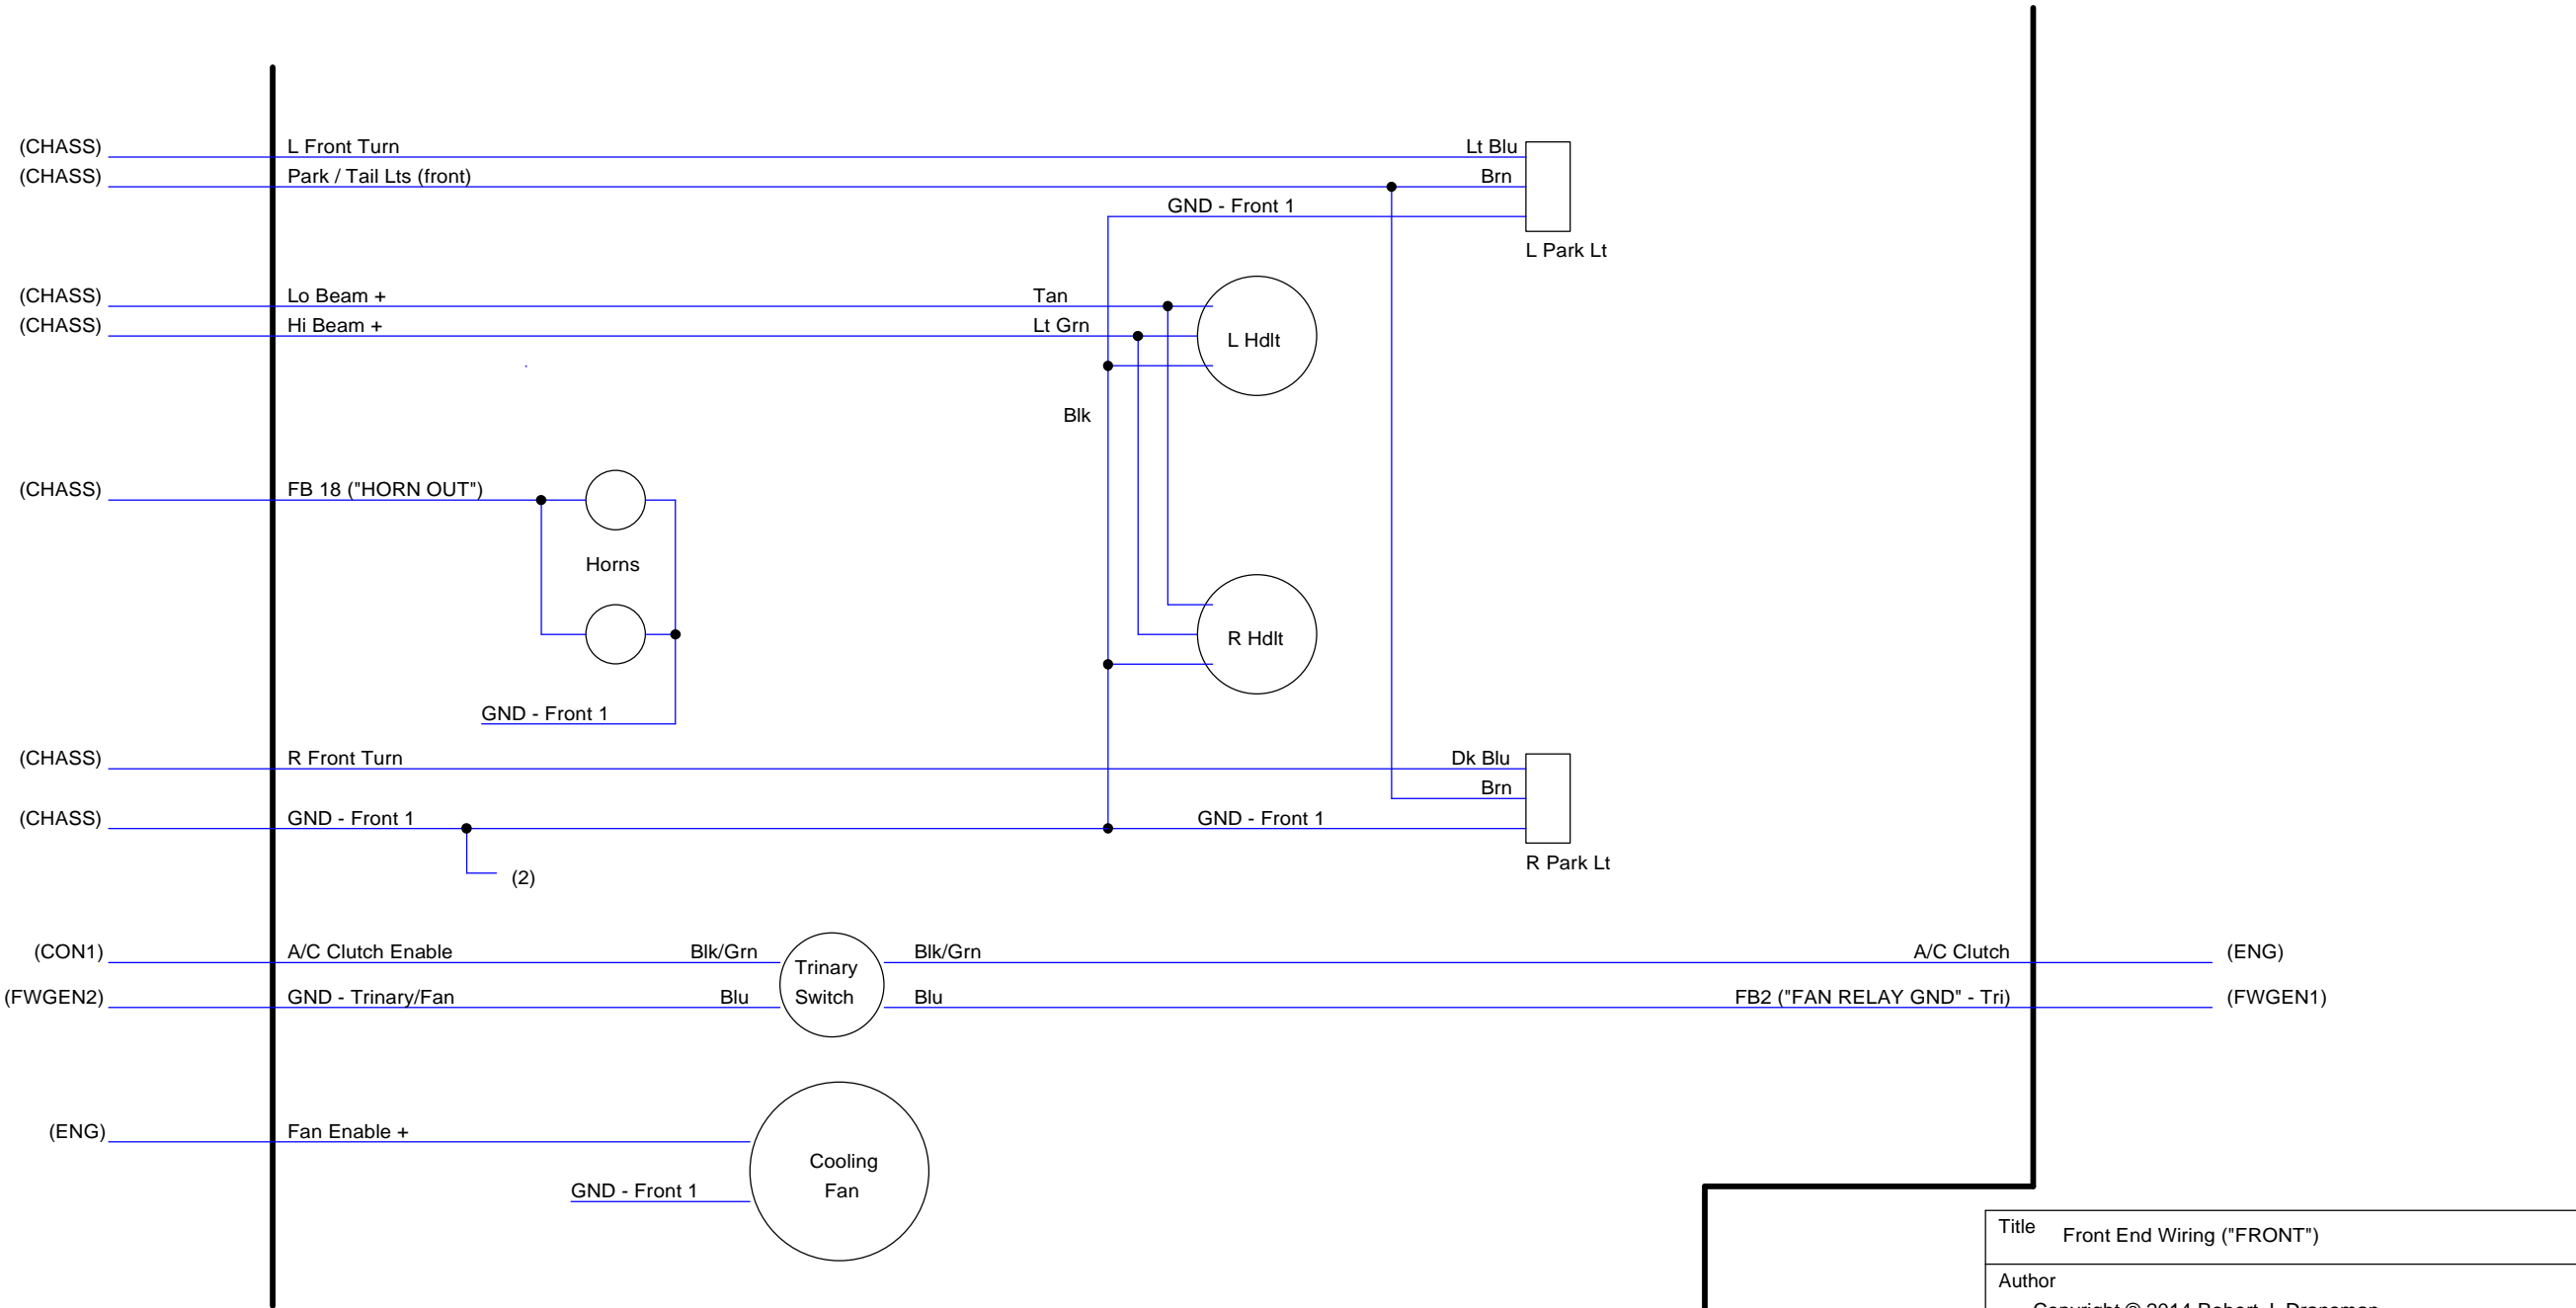 (CHASS) L Front Turn Lt Blu
(CHASS) Park / Tail Lts (front) Brn
GND - Front 1
L Park Lt
(CHASS) Lo Beam + Tan
(CHASS) Hi Beam + Lt Grn
L Hdlt
Blk
(CHASS) FB 18 ("HORN OUT")
Horns
R Hdlt
GND - Front 1
(CHASS) R Front Turn Dk Blu
Brn
(CHASS) GND - Front 1 GND - Front 1
R Park Lt
(2)
(CON1) A/C Clutch Enable Blk/Grn Blk/Grn A/C Clutch (ENG)
Trinary
Switch
(FWGEN2) GND - Trinary/Fan Blu Blu FB2 ("FAN RELAY GND" - Tri) (FWGEN1)
(ENG) Fan Enable +
Cooling
Fan
GND - Front 1
Title Front End Wiring ("FRONT")
Author
Copyright © 2014 Robert J. Dransman